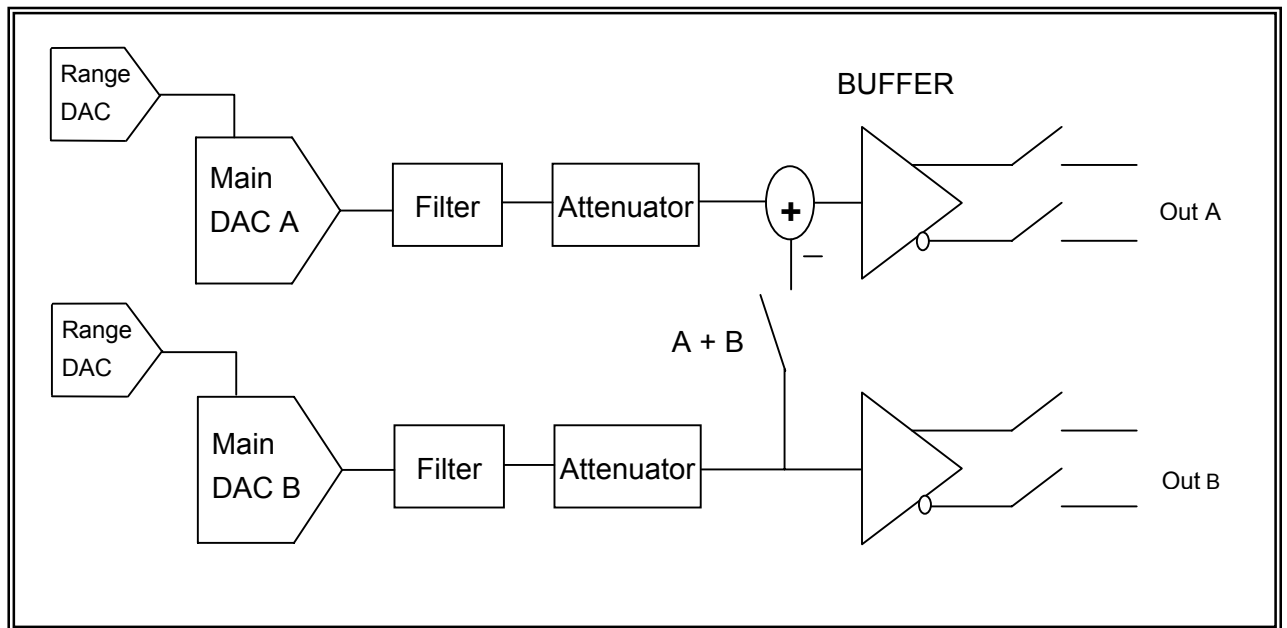 Range
DAC
BUFFER
Main
DAC A
Filter
Attenuator
+
Out A
–
Range
DAC
A + B
Main
DAC B
Filter
Attenuator
Out B